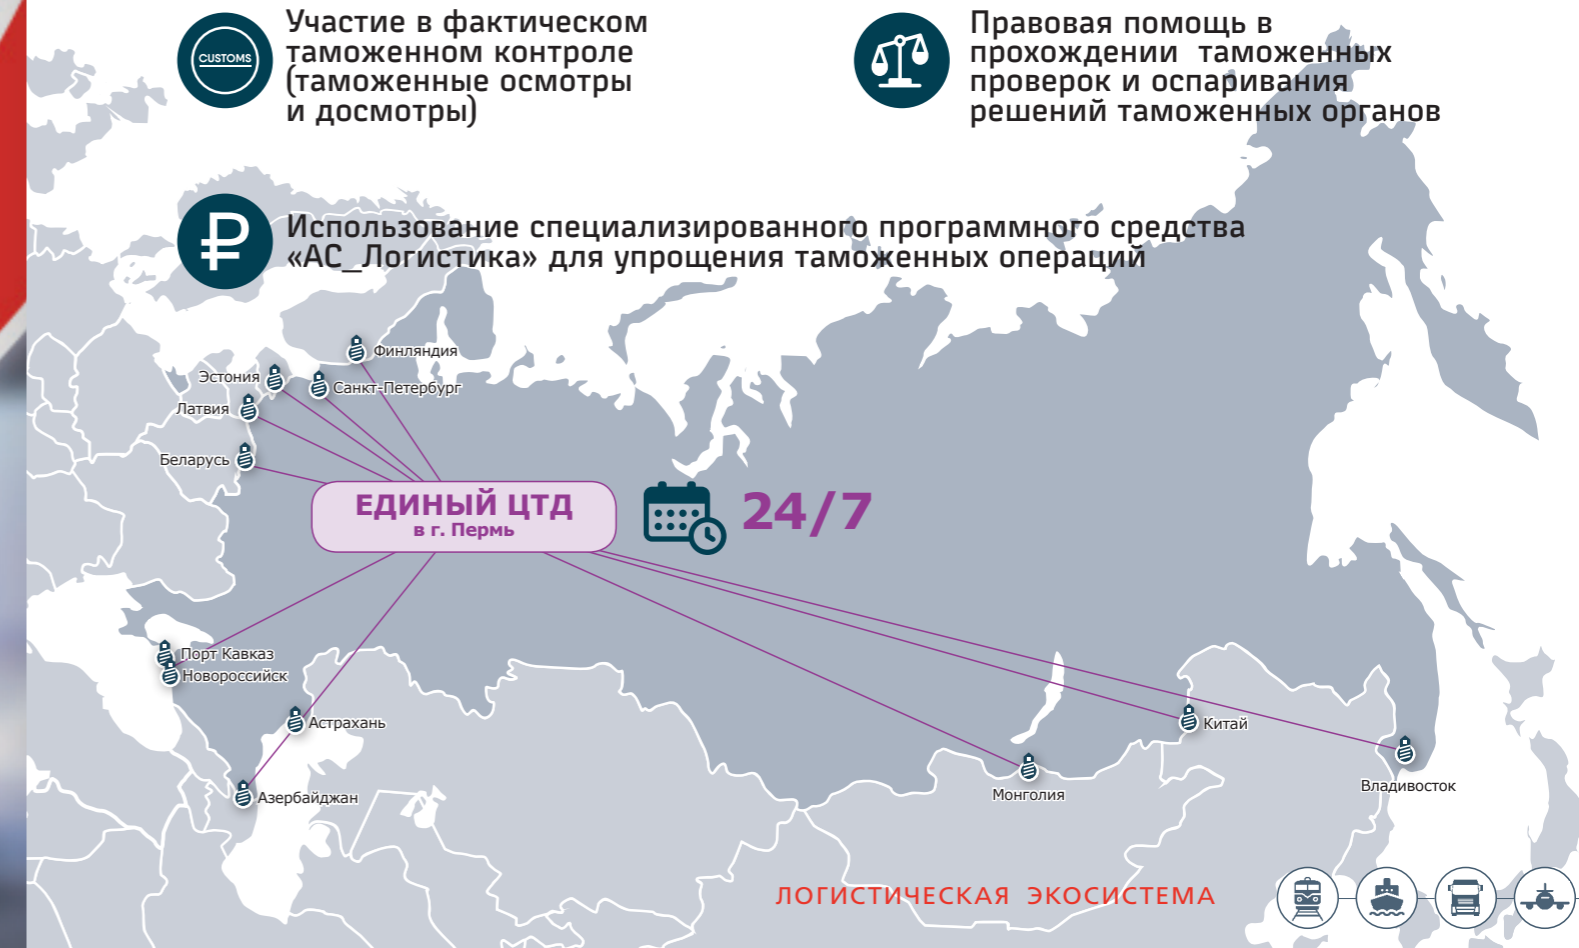 CUSTOMS
Участие в фактическом
таможенном контроле
(таможенные осмотры
и досмотры)
Правовая помощь в
прохождении таможенных
проверок и оспаривания
решений таможенных органов
Использование специализированного программного средства
«АС_Логистика» для упрощения таможенных операций
Финляндия
Эстония
Санкт-Петербург
Латвия
Беларусь
ЕДИНЫЙ ЦТД
в г. Пермь
24/7
Порт Кавказ
Новороссийск
Астрахань
Азербайджан
Китай
Монголия
Владивосток
ЛОГИСТИЧЕСКАЯ ЭКОСИСТЕМА